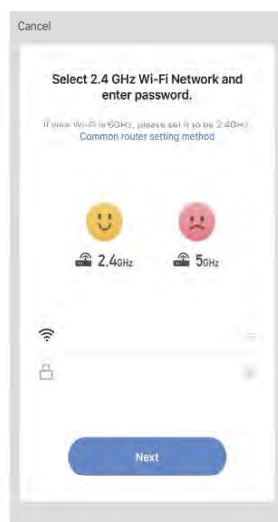 Cancel
Select 2.4 GHz Wi-Fi Network and
enter password.
If your Wi-Fi is 5GHz, please set it to be 2.4GHz.
Common router setting method
2.4GHz
5GHz
Next